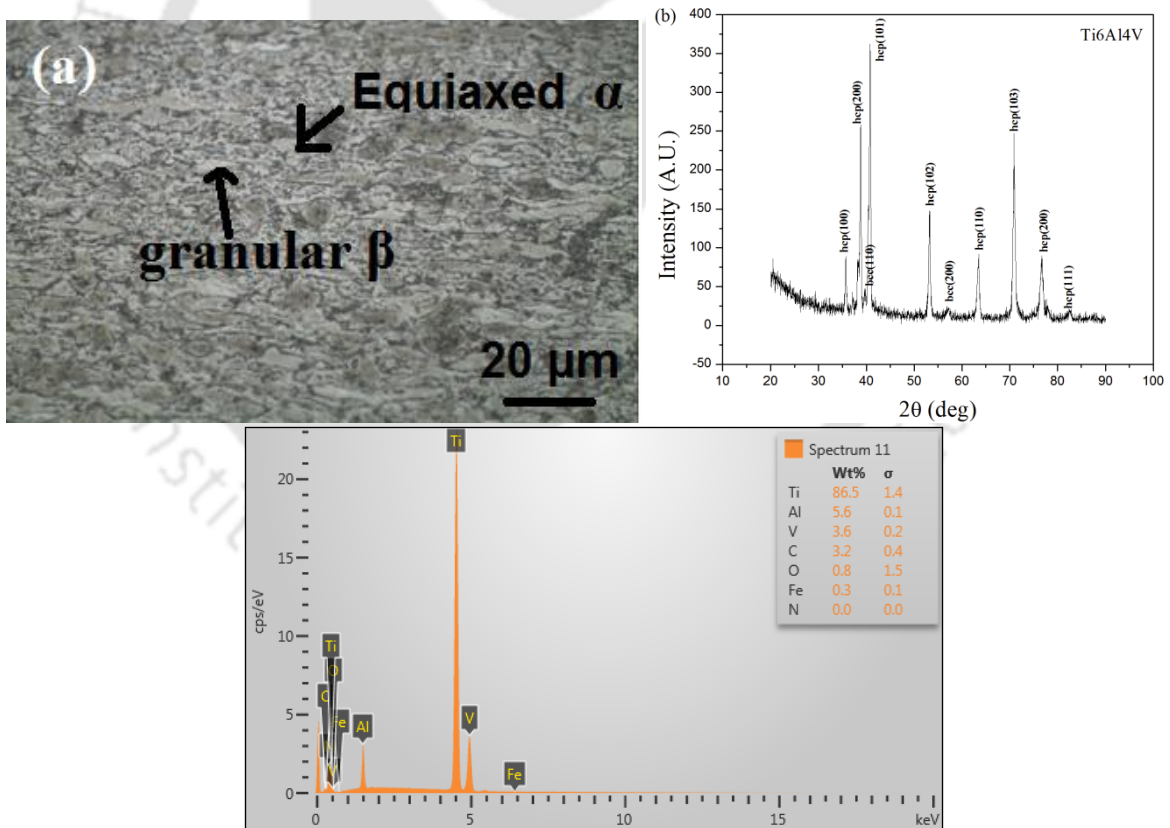 (a)
Equiaxed α
granular β
20 μm
(b)
Ti6Al4V
Intensity (A.U.)
400
350
300
250
200
150
100
50
0
-50
hcp(100)
hcp(200)
bcc(110)
hcp(101)
hcp(102)
bcc(200)
hcp(110)
hcp(103)
hcp(200)
hcp(111)
10 20 30 40 50 60 70 80 90 100
2θ (deg)
Spectrum 11
Wt% σ
Ti 86.5 1.4
Al 5.6 0.1
V 3.6 0.2
C 3.2 0.4
O 0.8 1.5
Fe 0.3 0.1
N 0.0 0.0
cps/eV
20
15
10
5
0
Ti
O
C
Fe
Al
Ti
V
Fe
0 5 10 15 keV
Instit